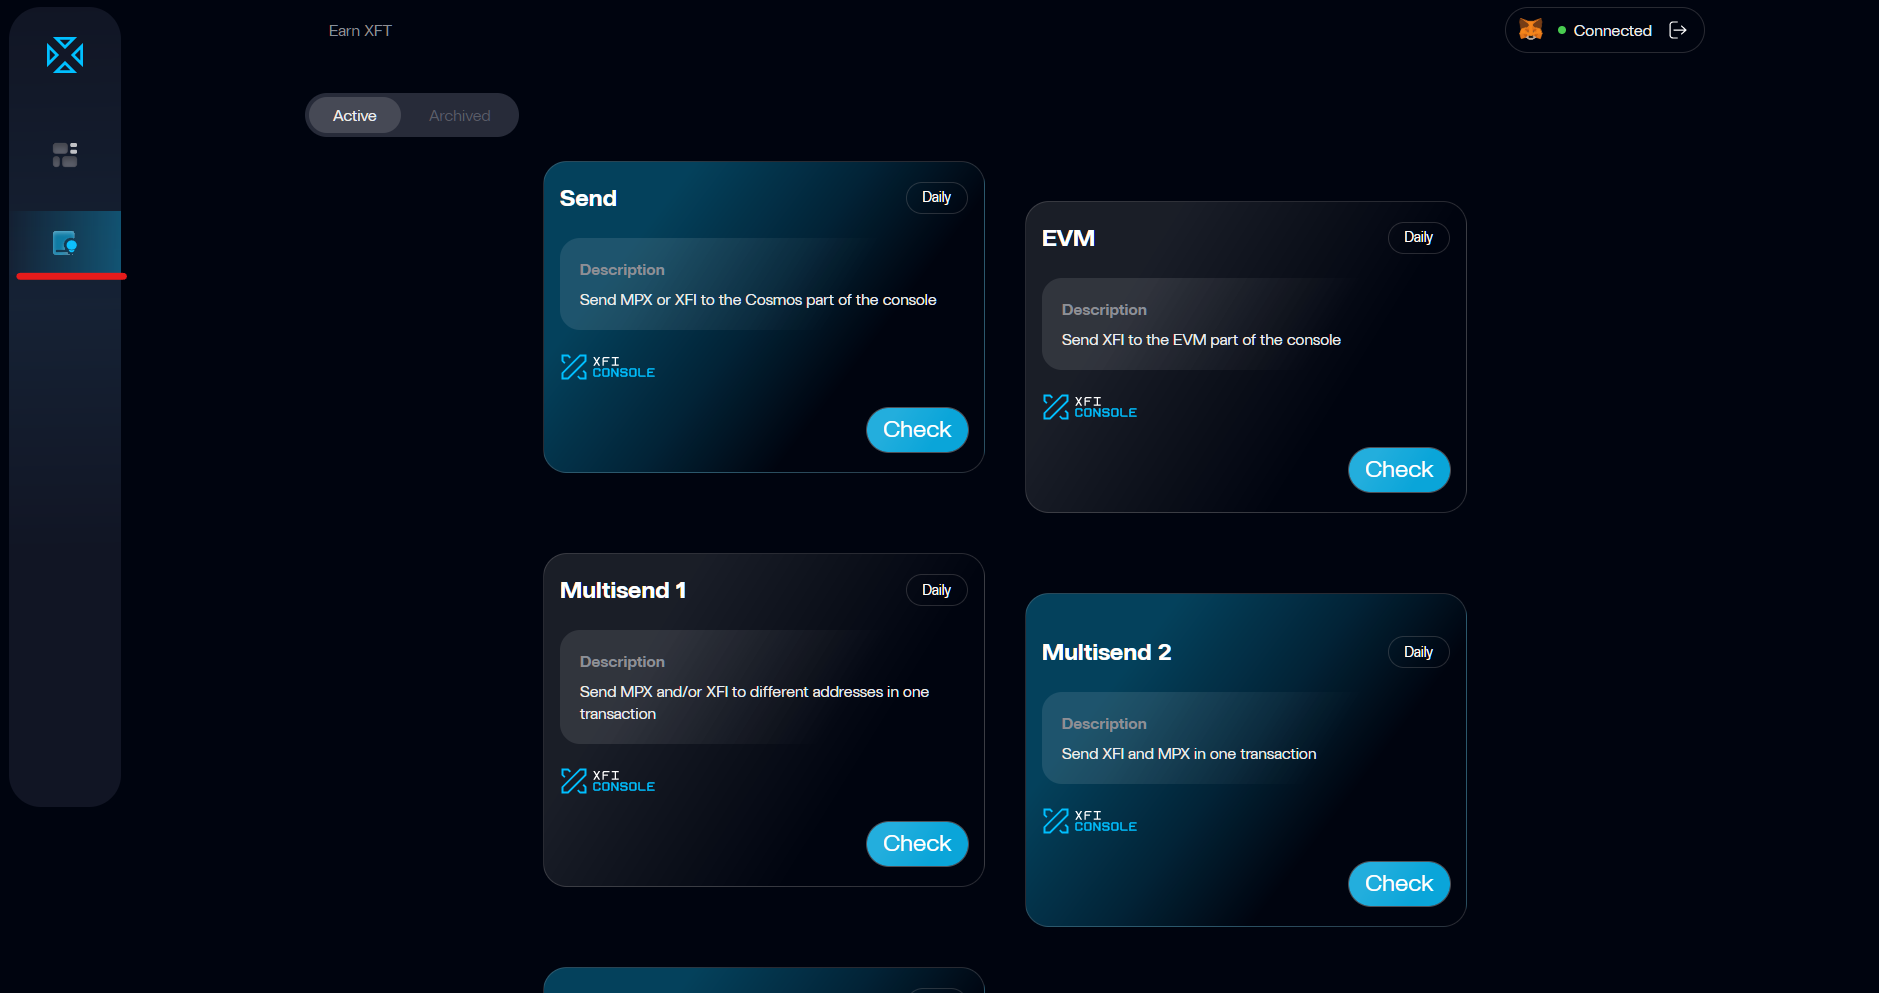 Earn XFT
Connected
Active
Archived
Send
Daily
Description
Send MPX or XFI to the Cosmos part of the console
XFI
CONSOLE
Check
EVM
Daily
Description
Send XFI to the EVM part of the console
XFI
CONSOLE
Check
Multisend 1
Daily
Description
Send MPX and/or XFI to different addresses in one
transaction
XFI
CONSOLE
Check
Multisend 2
Daily
Description
Send XFI and MPX in one transaction
XFI
CONSOLE
Check